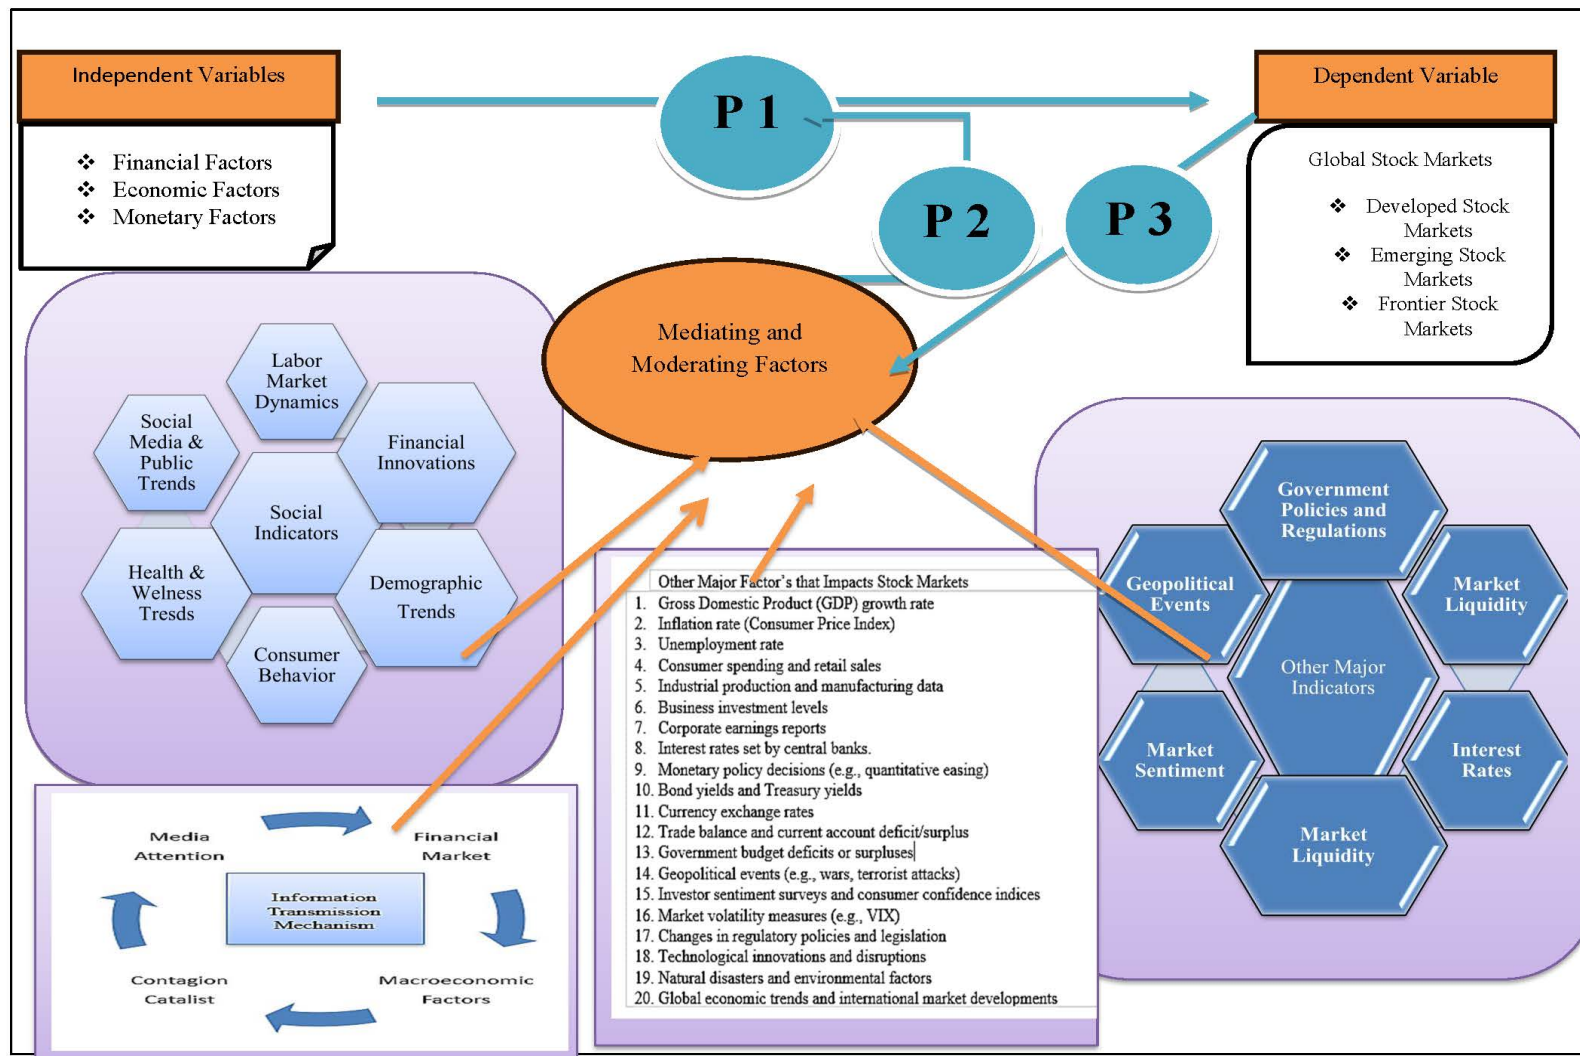 Independent Variables
❖ Financial Factors
❖ Economic Factors
❖ Monetary Factors
P 1
P 2
P 3
Dependent Variable
Global Stock Markets
❖ Developed Stock
Markets
❖ Emerging Stock
Markets
❖ Frontier Stock
Markets
Mediating and
Moderating Factors
Labor
Market
Dynamics
Social
Media &
Public
Trends
Financial
Innovations
Social
Indicators
Health &
Welness
Tresds
Demographic
Trends
Consumer
Behavior
Media
Attention
Financial
Market
Information
Transmission
Mechanism
Contagion
Catalist
Macroeconomic
Factors
Other Major Factor's that Impacts Stock Markets
1. Gross Domestic Product (GDP) growth rate
2. Inflation rate (Consumer Price Index)
3. Unemployment rate
4. Consumer spending and retail sales
5. Industrial production and manufacturing data
6. Business investment levels
7. Corporate earnings reports
8. Interest rates set by central banks.
9. Monetary policy decisions (e.g., quantitative easing)
10. Bond yields and Treasury yields
11. Currency exchange rates
12. Trade balance and current account deficit/surplus
13. Government budget deficits or surpluses
14. Geopolitical events (e.g., wars, terrorist attacks)
15. Investor sentiment surveys and consumer confidence indices
16. Market volatility measures (e.g., VIX)
17. Changes in regulatory policies and legislation
18. Technological innovations and disruptions
19. Natural disasters and environmental factors
20. Global economic trends and international market developments
Government
Policies and
Regulations
Geopolitical
Events
Market
Liquidity
Other Major
Indicators
Market
Sentiment
Interest
Rates
Market
Liquidity